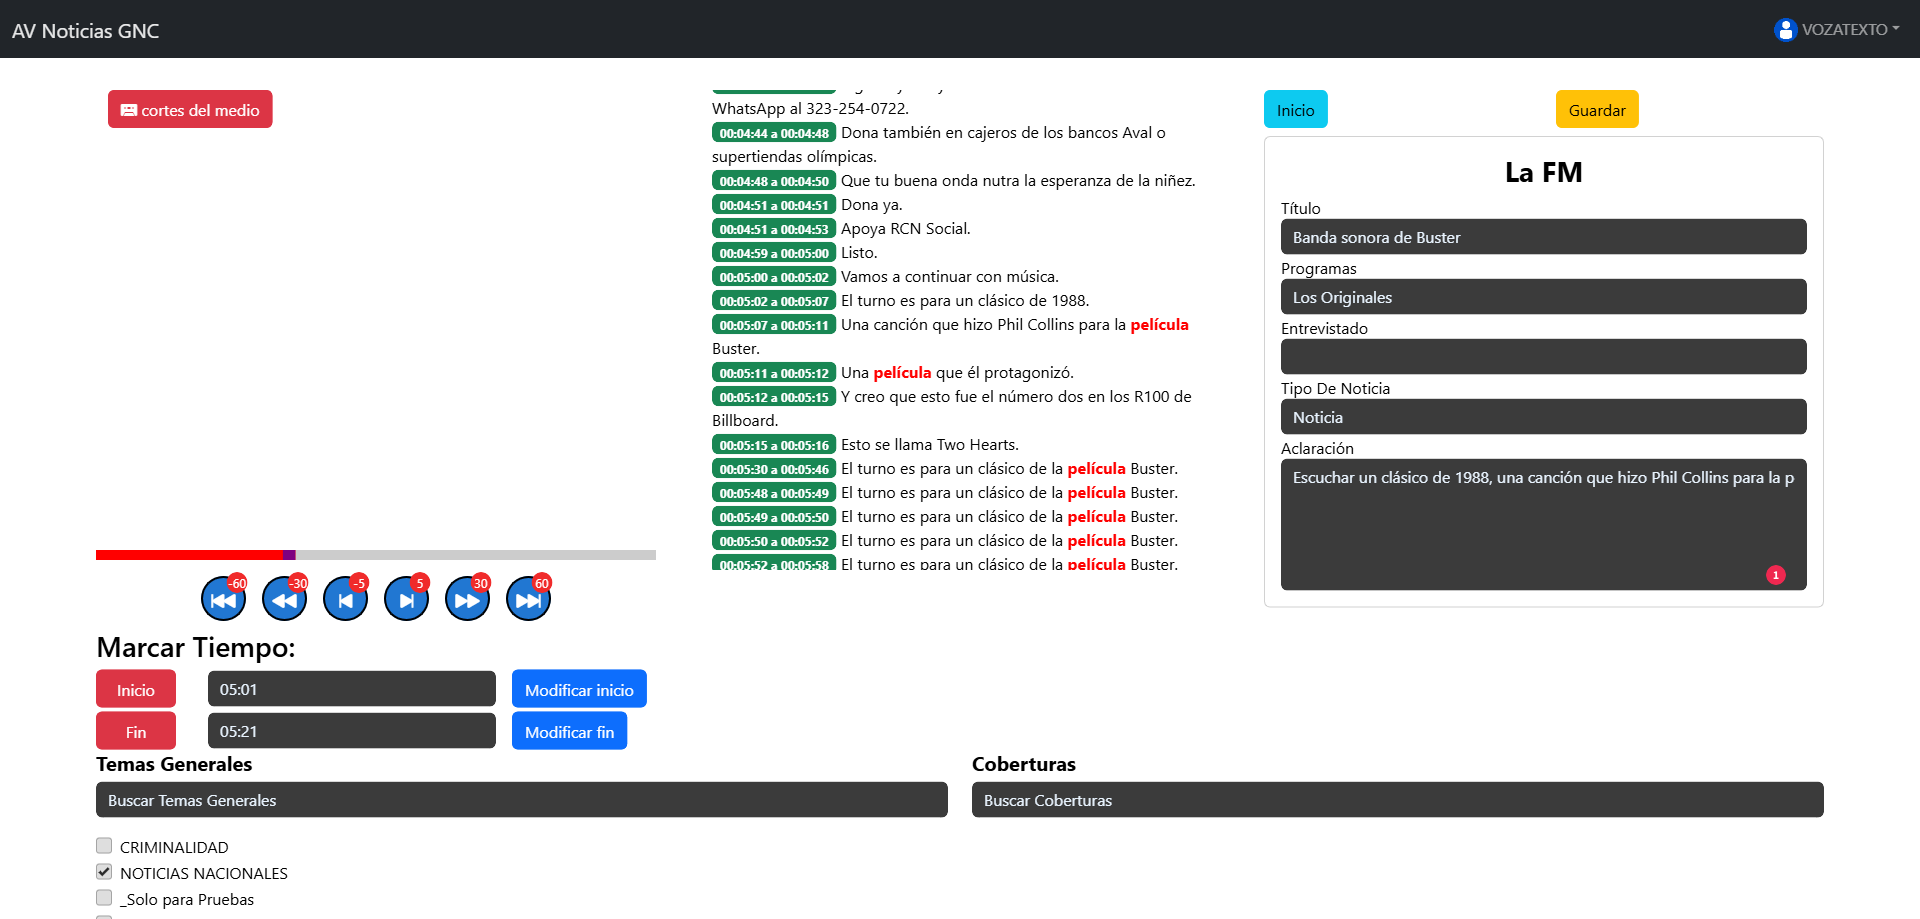 AV Noticias GNC
VOZATEXTO
cortes del medio
WhatsApp al 323-254-0722.
00:04:44 a 00:04:48 Dona también en cajeros de los bancos Aval o
supertiendas olímpicas.
00:04:48 a 00:04:50 Que tu buena onda nutra la esperanza de la niñez.
00:04:51 a 00:04:51 Dona ya.
00:04:51 a 00:04:53 Apoya RCN Social.
00:04:59 a 00:05:00 Listo.
00:05:00 a 00:05:02 Vamos a continuar con música.
00:05:02 a 00:05:07 El turno es para un clásico de 1988.
00:05:07 a 00:05:11 Una canción que hizo Phil Collins para la película
Buster.
00:05:11 a 00:05:12 Una película que él protagonizó.
00:05:12 a 00:05:15 Y creo que esto fue el número dos en los R100 de
Billboard.
00:05:15 a 00:05:16 Esto se llama Two Hearts.
00:05:30 a 00:05:46 El turno es para un clásico de la película Buster.
00:05:48 a 00:05:49 El turno es para un clásico de la película Buster.
00:05:49 a 00:05:50 El turno es para un clásico de la película Buster.
00:05:50 a 00:05:52 El turno es para un clásico de la película Buster.
00:05:52 a 00:05:58 El turno es para un clásico de la película Buster.
Inicio
Guardar
La FM
Título
Banda sonora de Buster
Programas
Los Originales
Entrevistado
Tipo De Noticia
Noticia
Aclaración
Escuchar un clásico de 1988, una canción que hizo Phil Collins para la p
1
-60
-30
-5
5
30
60
Marcar Tiempo:
Inicio
05:01
Modificar inicio
Fin
05:21
Modificar fin
Temas Generales
Buscar Temas Generales
CRIMINALIDAD
NOTICIAS NACIONALES
_Solo para Pruebas
Coberturas
Buscar Coberturas